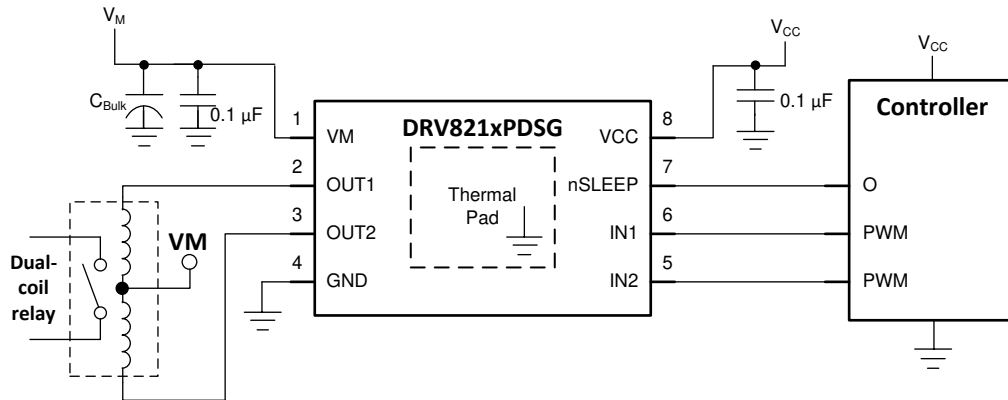 VM
CBulk
0.1 µF
VCC
0.1 µF
VCC
Controller
DRV821xPDSG
1
VM
8
VCC
2
OUT1
7
nSLEEP
O
Thermal
Pad
3
OUT2
6
IN1
PWM
4
GND
5
IN2
PWM
VM
Dual-
coil
relay